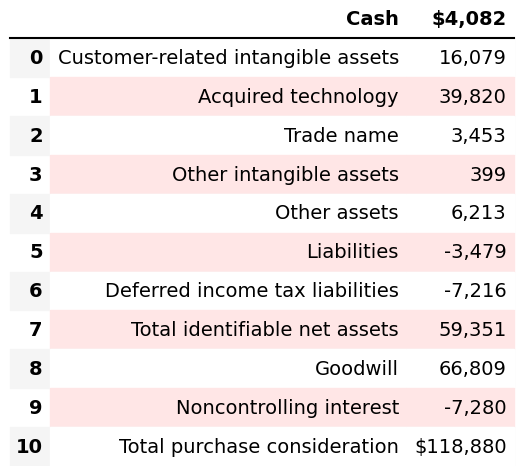 Cash $4,082
0 Customer-related intangible assets 16,079
1 Acquired technology 39,820
2 Trade name 3,453
3 Other intangible assets 399
4 Other assets 6,213
5 Liabilities -3,479
6 Deferred income tax liabilities -7,216
7 Total identifiable net assets 59,351
8 Goodwill 66,809
9 Noncontrolling interest -7,280
10 Total purchase consideration $118,880